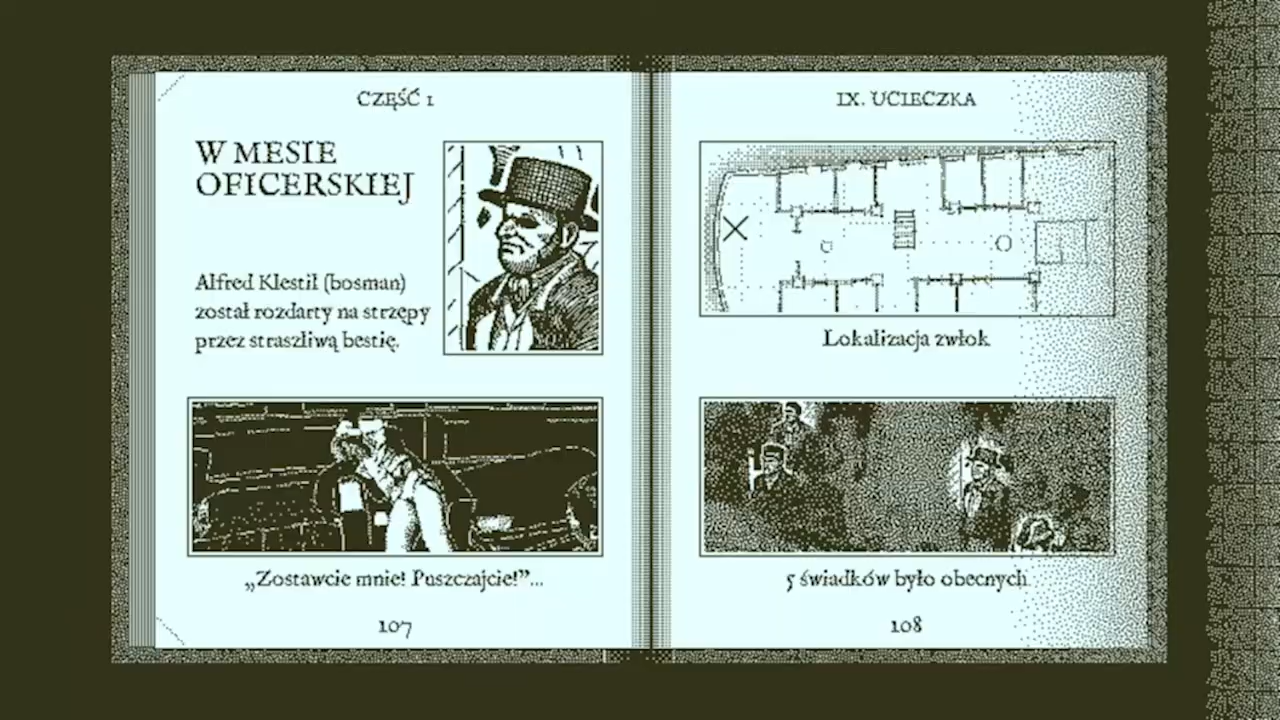 CZĘŚĆ 1
W MESIE
OFICERSKIEJ
Alfred Klestil (bosman)
został rozdarty na strzępy
przez straszliwą bestię.
„Zostawcie mnie! Puszczajcie!”...
107
IX. UCIECZKA
Lokalizacja zwłok
5 świadków było obecnych
108